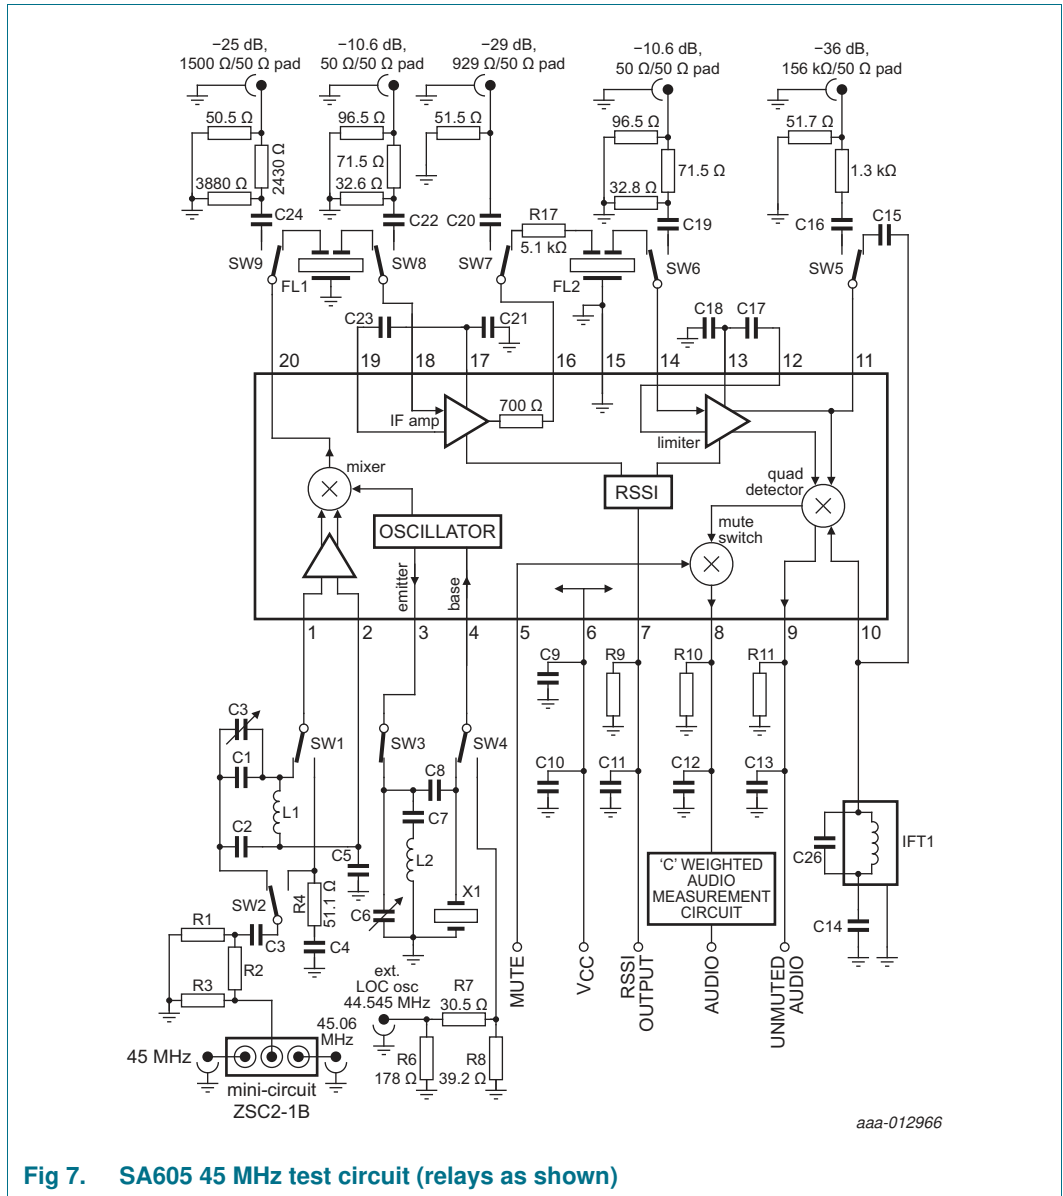 −25 dB,
1500 Ω/50 Ω pad
−10.6 dB,
50 Ω/50 Ω pad
−29 dB,
929 Ω/50 Ω pad
−10.6 dB,
50 Ω/50 Ω pad
−36 dB,
156 kΩ/50 Ω pad
50.5 Ω
96.5 Ω
51.5 Ω
96.5 Ω
51.7 Ω
2430 Ω
71.5 Ω
71.5 Ω
1.3 kΩ
3880 Ω
32.6 Ω
32.8 Ω
C24
C22
C20
R17
5.1 kΩ
C19
C16
C15
SW9
FL1
SW8
SW7
FL2
SW6
SW5
C23
C21
C18
C17
20
19
18
17
16
15
14
13
12
11
IF amp
700 Ω
limiter
mixer
RSSI
quad
detector
OSCILLATOR
mute
switch
emitter
base
1
2
3
4
5
6
7
8
9
10
C9
R9
R10
R11
C3
C1
SW1
SW3
SW4
L1
C8
C10
C11
C12
C13
C7
C2
C5
L2
C26
IFT1
R4
51.1 Ω
X1
'C' WEIGHTED
AUDIO
MEASUREMENT
CIRCUIT
SW2
C6
R1
C3
C4
C14
R2
R3
MUTE
VCC
RSSI
OUTPUT
AUDIO
UNMUTED
AUDIO
ext.
LOC osc
44.545 MHz
R7
30.5 Ω
45.06
MHz
45 MHz
R6
178 Ω
R8
39.2 Ω
mini-circuit
ZSC2-1B
aaa-012966
Fig 7. SA605 45 MHz test circuit (relays as shown)